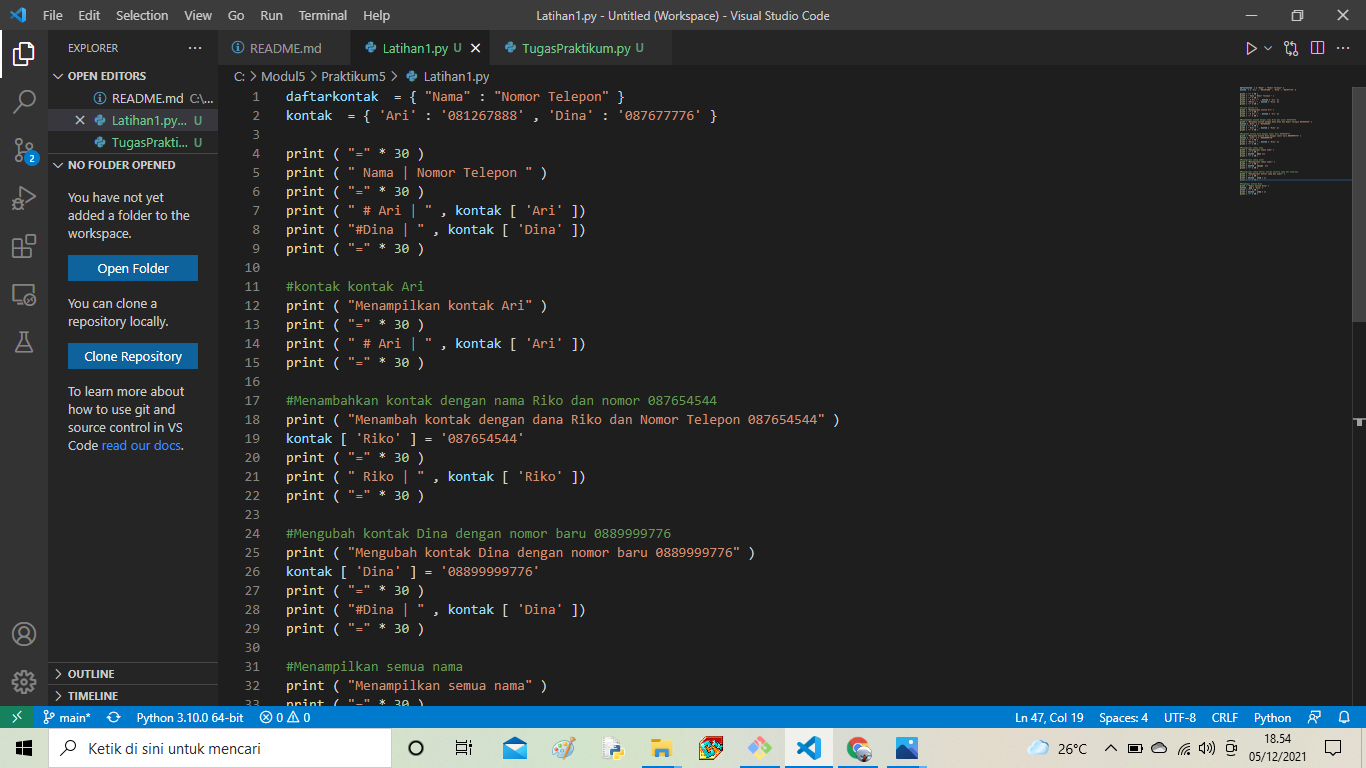 File Edit Selection View Go Run Terminal Help
Latihan1.py - Untitled (Workspace) - Visual Studio Code
EXPLORER
OPEN EDITORS
README.md C:\...
Latihan1.py... U
TugasPrakti... U
NO FOLDER OPENED
You have not yet
added a folder to the
workspace.
Open Folder
You can clone a
repository locally.
Clone Repository
To learn more about
how to use git and
source control in VS
Code read our docs.
OUTLINE
TIMELINE
2
README.md
Latihan1.py U
TugasPraktikum.py U
C: > Modul5 > Praktikum5 > Latihan1.py
1 daftarkontak = { "Nama" : "Nomor Telepon" }
2 kontak = { 'Ari' : '081267888' , 'Dina' : '087677776' }
3
4 print ( "=" * 30 )
5 print ( " Nama | Nomor Telepon " )
6 print ( "=" * 30 )
7 print ( " # Ari | " , kontak [ 'Ari' ])
8 print ( "#Dina | " , kontak [ 'Dina' ])
9 print ( "=" * 30 )
10
11 #kontak kontak Ari
12 print ( "Menampilkan kontak Ari" )
13 print ( "=" * 30 )
14 print ( " # Ari | " , kontak [ 'Ari' ])
15 print ( "=" * 30 )
16
17 #Menambahkan kontak dengan nama Riko dan nomor 087654544
18 print ( "Menambah kontak dengan dana Riko dan Nomor Telepon 087654544" )
19 kontak [ 'Riko' ] = '087654544'
20 print ( "=" * 30 )
21 print ( " Riko | " , kontak [ 'Riko' ])
22 print ( "=" * 30 )
23
24 #Mengubah kontak Dina dengan nomor baru 0889999776
25 print ( "Mengubah kontak Dina dengan nomor baru 0889999776" )
26 kontak [ 'Dina' ] = '08899999776'
27 print ( "=" * 30 )
28 print ( "#Dina | " , kontak [ 'Dina' ])
29 print ( "=" * 30 )
30
31 #Menampilkan semua nama
32 print ( "Menampilkan semua nama" )
33 print ( "=" * 30 )
main* Python 3.10.0 64-bit 0 0 Ln 47, Col 19 Spaces: 4 UTF-8 CRLF Python
Ketik di sini untuk mencari
26°C
18.54
05/12/2021